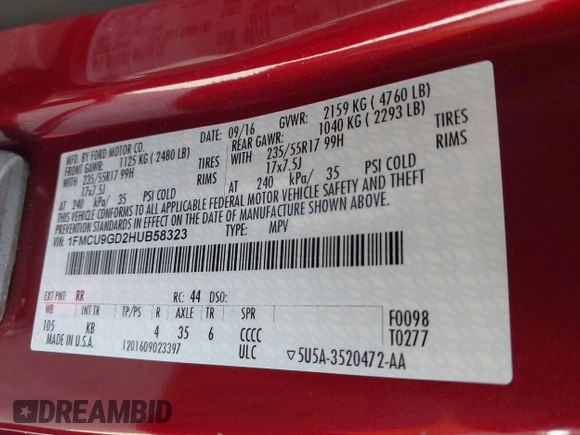 MFD. BY FORD MOTOR CO.
DATE: 09/16 GVWR: 2159 KG ( 4760 LB)
FRONT GAWR: 1125 KG ( 2480 LB) REAR GAWR: 1040 KG ( 2293 LB)
WITH 235/55R17 99H TIRES WITH 235/55R17 99H TIRES
17x7.5J RIMS 17x7.5J RIMS
AT 240 kPa/ 35 PSI COLD AT 240 kPa/ 35 PSI COLD
THIS VEHICLE CONFORMS TO ALL APPLICABLE FEDERAL MOTOR VEHICLE SAFETY AND THEFT
PREVENTION STANDARDS IN EFFECT ON THE DATE OF MANUFACTURE SHOWN ABOVE.
1FMCU9GD2HUB58323 TYPE: MPV
EXT PNT: RR RC: 44 DSO:
WB INT TR TP/PS R AXLE TR SPR F0098
105 KB 4 35 6 CCCC T0277
1201609023397 ULC ▽5U5A-3520472-AA
DREAMBID